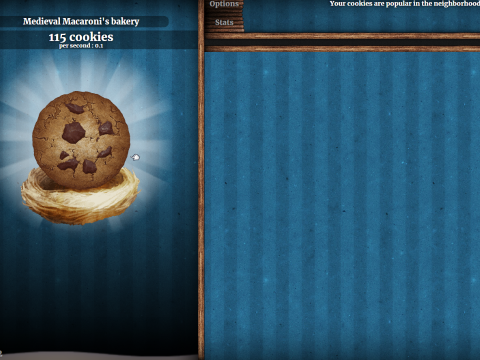 Options
Your cookies are popular in the neighborhood
Medieval Macaroni's bakery
Stats
115 cookies
per second : 0.1